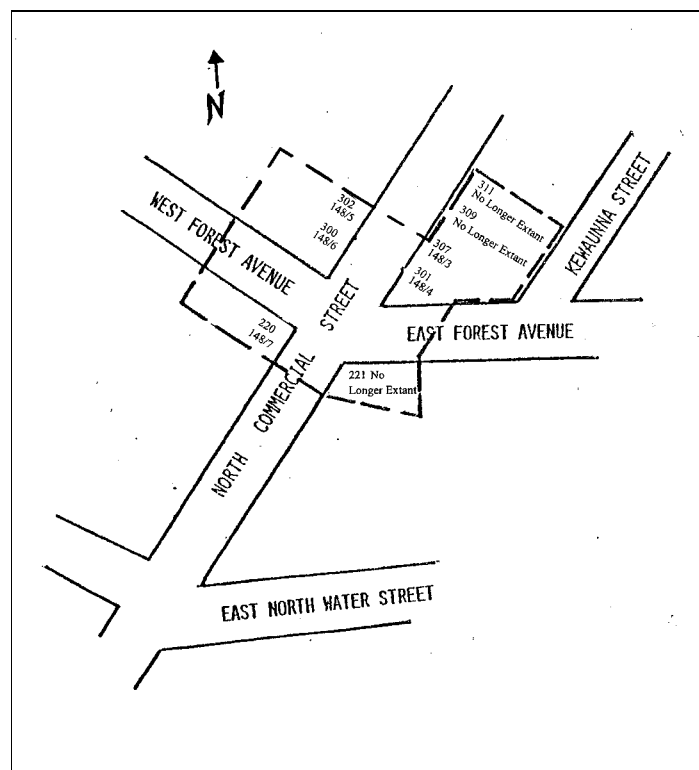 N
302
148/5
300
148/6
WEST FOREST AVENUE
311
No Longer Extant
309
No Longer Extant
307
148/3
301
148/4
KEWAUNNA STREET
220
148/7
EAST FOREST AVENUE
221 No
Longer Extant
NORTH COMMERCIAL STREET
EAST NORTH WATER STREET